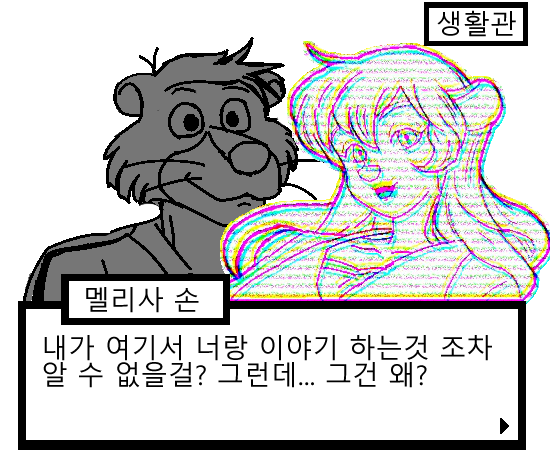 생활관
멜리사 손
내가 여기서 너랑 이야기 하는것 조차
알 수 없을걸? 그런데... 그건 왜?